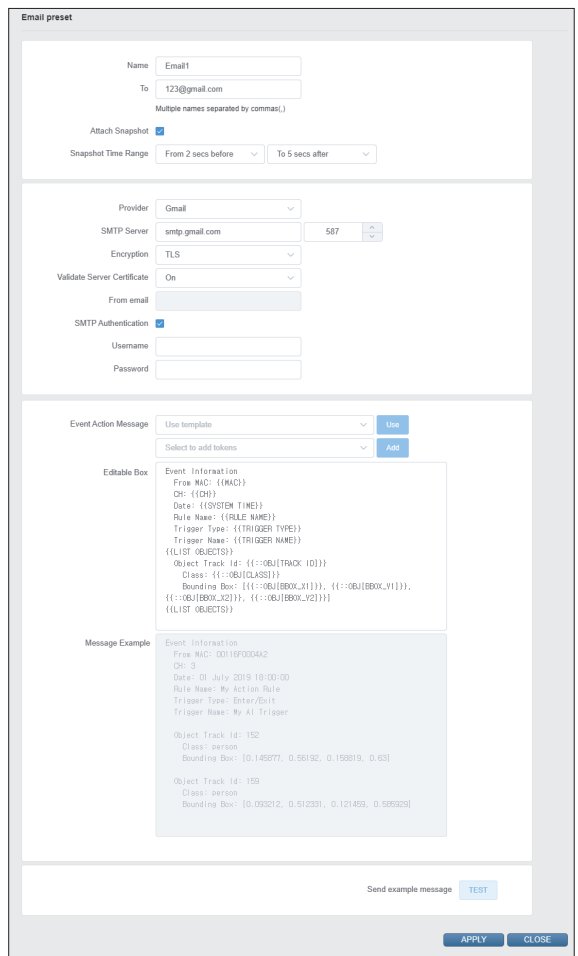 Email preset
Name Email1
To 123@gmail.com
Multiple names separated by commas(,)
Attach Snapshot
Snapshot Time Range From 2 secs before To 5 secs after
Provider Gmail
SMTP Server smtp.gmail.com 587
Encryption TLS
Validate Server Certificate On
From email
SMTP Authentication
Username
Password
Event Action Message Use template Use
Select to add tokens Add
Editable Box
Event Information
From MAC: {{MAC}}
CH: {{CH}}
Date: {{SYSTEM TIME}}
Rule Name: {{RULE NAME}}
Trigger Type: {{TRIGGER TYPE}}
Trigger Name: {{TRIGGER NAME}}
{{LIST OBJECTS}}
Object Track Id: {{::OBJ[TRACK ID]}}
Class: {{::OBJ[CLASS]}}
Bounding Box: [{{::OBJ[BBOX_X1]}}, {{::OBJ[BBOX_Y1]}},
{{::OBJ[BBOX_X2]}}, {{::OBJ[BBOX_Y2]}}]
{{LIST OBJECTS}}
Message Example
Event Information
From MAC: 00116F0004A2
CH: 3
Date: 01 July 2019 18:00:00
Rule Name: My Action Rule
Trigger Type: Enter/Exit
Trigger Name: My AI Trigger
Object Track Id: 152
Class: person
Bounding Box: [0.145877, 0.56192, 0.158819, 0.63]
Object Track Id: 159
Class: person
Bounding Box: [0.093212, 0.512331, 0.121459, 0.585929]
Send example message TEST
APPLY CLOSE